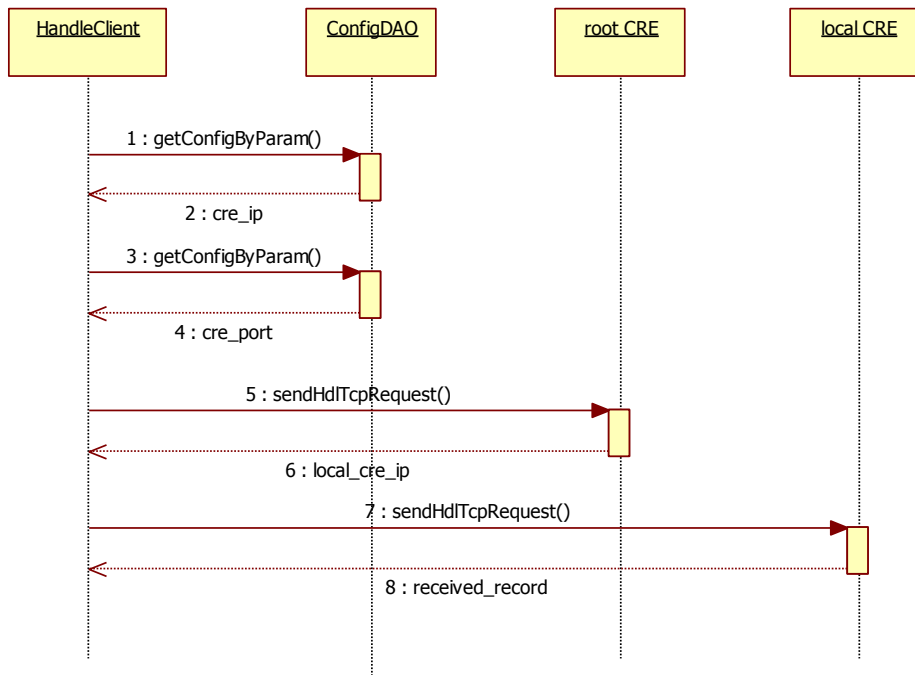 HandleClient
ConfigDAO
root CRE
local CRE
1 : getConfigByParam()
2 : cre_ip
3 : getConfigByParam()
4 : cre_port
5 : sendHdlTcpRequest()
6 : local_cre_ip
7 : sendHdlTcpRequest()
8 : received_record